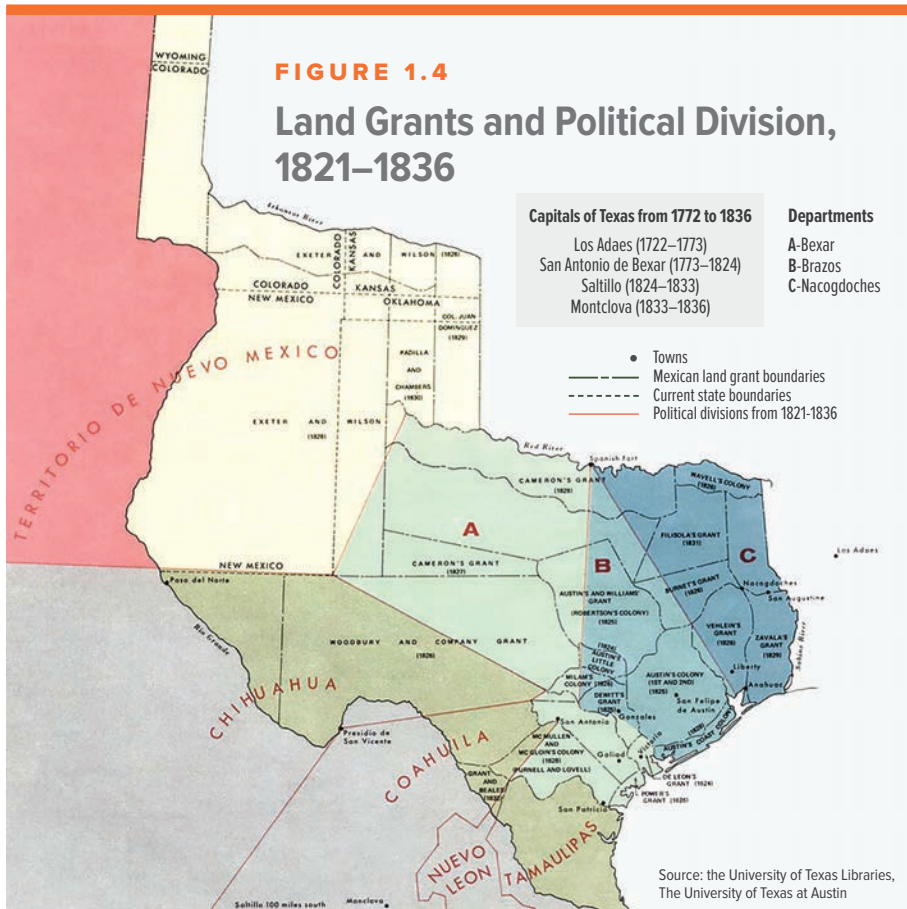 FIGURE 1.4
Land Grants and Political Division,
1821–1836
Capitals of Texas from 1772 to 1836
Los Adaes (1722–1773)
San Antonio de Bexar (1773–1824)
Saltillo (1824–1833)
Montclova (1833–1836)
Departments
A-Bexar
B-Brazos
C-Nacogdoches
Towns
Mexican land grant boundaries
Current state boundaries
Political divisions from 1821-1836
WYOMING
COLORADO
Arkansas River
COLORADO
KANSAS
EXETER AND WILSON (1828)
COLORADO
KANSAS
NEW MEXICO
OKLAHOMA
COL. JUAN
DOMINGUEZ
(1829)
TERRITORIO DE NUEVO MEXICO
PADILLA
AND
CHAMBERS
(1830)
EXETER AND WILSON
(1828)
Red River
Spanish Fort
CAMERON'S GRANT
(1828)
WAVELL'S COLONY
(1826)
A
FILISOLA'S GRANT
(1831)
B
C
Los Adaes
CAMERON'S GRANT
(1827)
NEW MEXICO
Paso del Norte
BURNET'S GRANT
(1826)
Nacogdoches
San Augustine
AUSTIN'S AND WILLIAMS'
GRANT
(ROBERTSON'S COLONY)
(1825)
VEHLEIN'S
GRANT
(1826)
ZAVALA'S
GRANT
(1829)
Sabine River
Rio Grande
WOODBURY AND COMPANY GRANT
(1826)
AUSTIN'S
LITTLE
COLONY
MILAM'S
COLONY (1826)
AUSTIN'S COLONY
(1ST AND 2ND)
(1825)
Liberty
Anahuac
DEWITT'S
GRANT
(1825)
Gonzales
San Felipe
de Austin
AUSTIN'S COAST COLONY
(1828)
CHIHUAHUA
Presidio de
San Vicente
San Antonio
COAHUILA
MC MULLEN
AND
MC GLOIN'S COLONY
(1828)
(PURNELL AND LOVELL)
Goliad
Victoria
GRANT
AND
BEALES
(1832)
DE LEON'S
GRANT (1824)
POWER'S
GRANT (1826)
San Patricio
NUEVO
LEON
TAMAULIPAS
Saltillo 100 miles south
Monclova
Source: the University of Texas Libraries,
The University of Texas at Austin